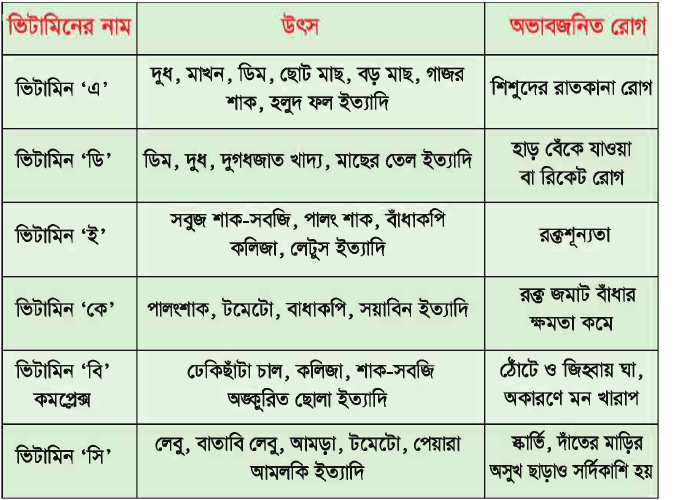 ভিটামিনের নাম উৎস অভাবজনিত রোগ
ভিটামিন ‘এ’
দুধ, মাখন, ডিম, ছোট মাছ, বড় মাছ, গাজর
শাক, হলুদ ফল ইত্যাদি
শিশুদের রাতকানা রোগ
ভিটামিন ‘ডি’
ডিম, দুধ, দুগধজাত খাদ্য, মাছের তেল ইত্যাদি
হাড় বেঁকে যাওয়া
বা রিকেট রোগ
ভিটামিন ‘ই’
সবুজ শাক-সবজি, পালং শাক, বাঁধাকপি
কলিজা, লেটুস ইত্যাদি
রক্তশূন্যতা
ভিটামিন ‘কে’
পালংশাক, টমেটো, বাধাকপি, সয়াবিন ইত্যাদি
রক্ত জমাট বাঁধার
ক্ষমতা কমে
ভিটামিন ‘বি’
কমপ্লেক্স
ঢেকিছাঁটা চাল, কলিজা, শাক-সবজি
অঙ্কুরিত ছোলা ইত্যাদি
ঠোঁটে ও জিহ্বায় ঘা,
অকারণে মন খারাপ
ভিটামিন ‘সি’
লেবু, বাতাবি লেবু, আমড়া, টমেটো, পেয়ারা
আমলকি ইত্যাদি
স্কার্ভি, দাঁতের মাড়ির
অসুখ ছাড়াও সর্দিকাশি হয়